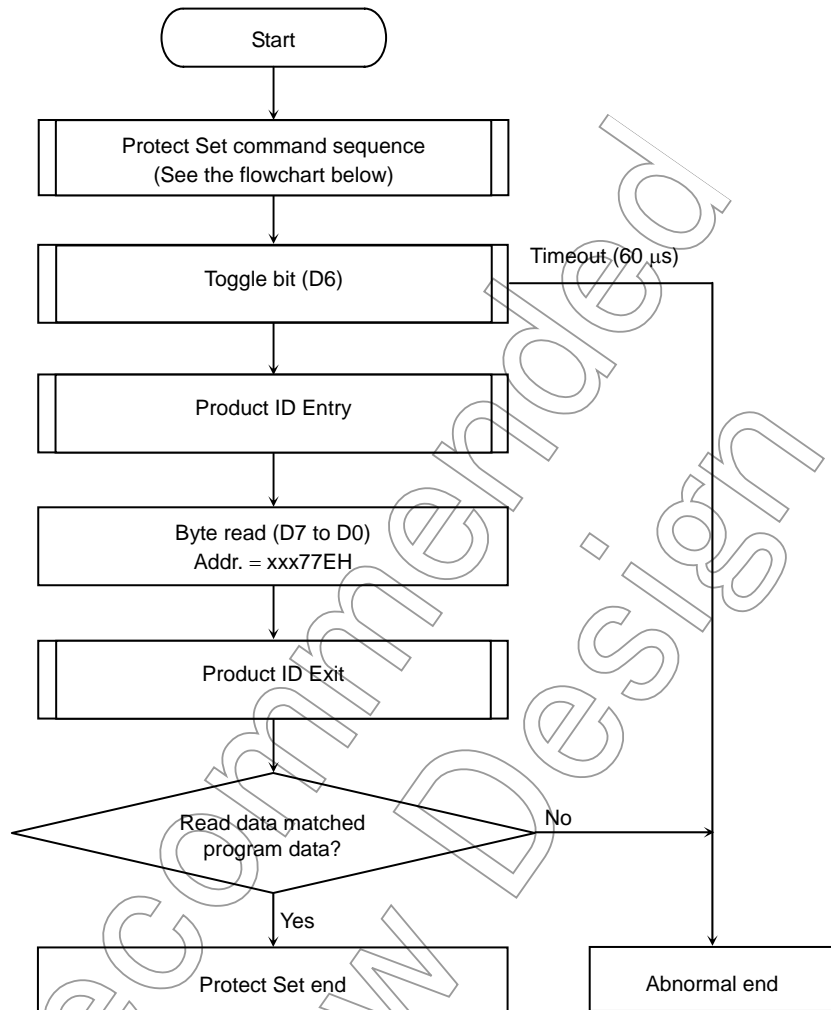 Start
Protect Set command sequence
(See the flowchart below)
Timeout (60 μs)
Toggle bit (D6)
Product ID Entry
Byte read (D7 to D0)
Addr. = xxx77EH
Product ID Exit
Read data matched
program data?
No
Yes
Protect Set end
Abnormal end
ecommended
w Design